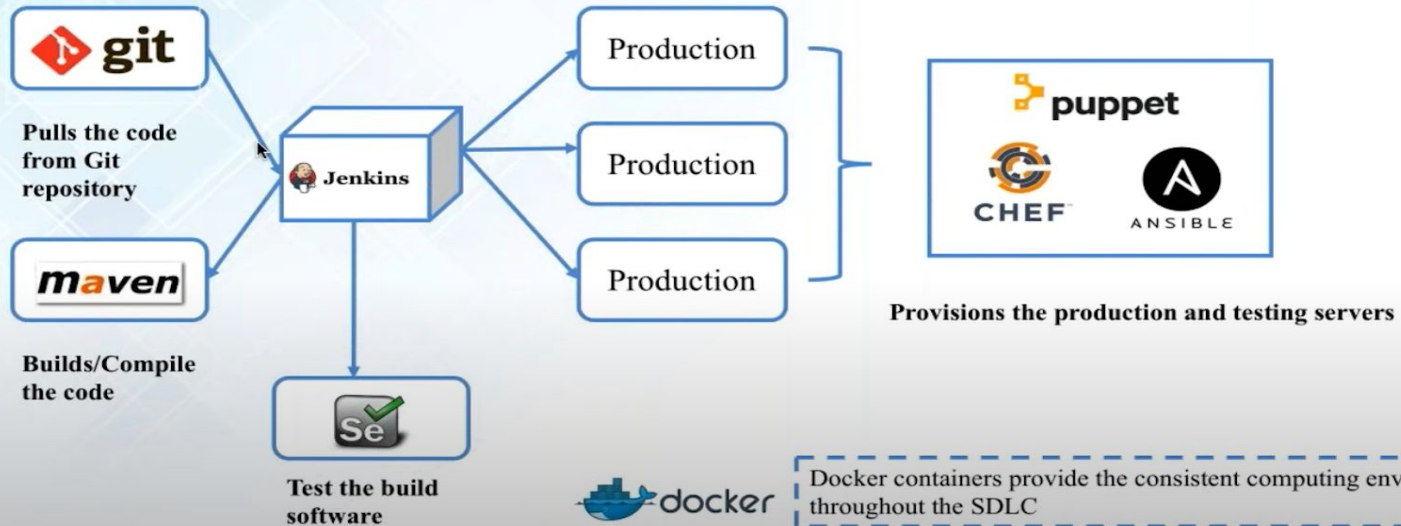 git
Pulls the code
from Git
repository
maven
Builds/Compile
the code
Jenkins
Se
Test the build
software
Production
Production
Production
puppet
CHEF
ANSIBLE
Provisions the production and testing servers
docker
Docker containers provide the consistent computing
throughout the SDLC